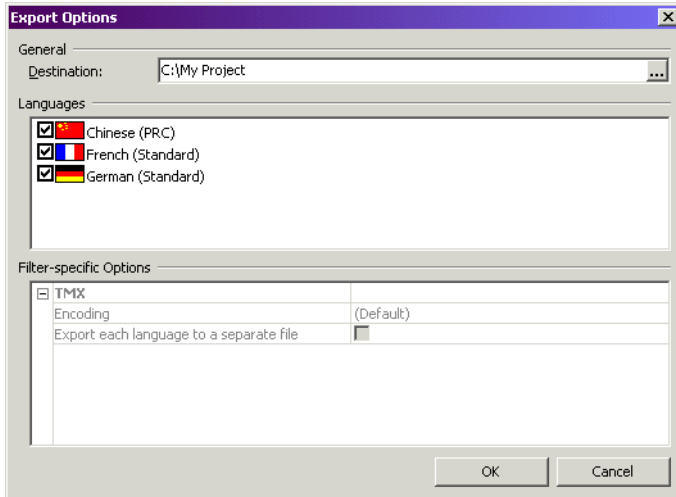 Export Options
General
Destination: C:\My Project ...
Languages
Chinese (PRC)
French (Standard)
German (Standard)
Filter-specific Options
TMX
Encoding (Default)
Export each language to a separate file
OK Cancel